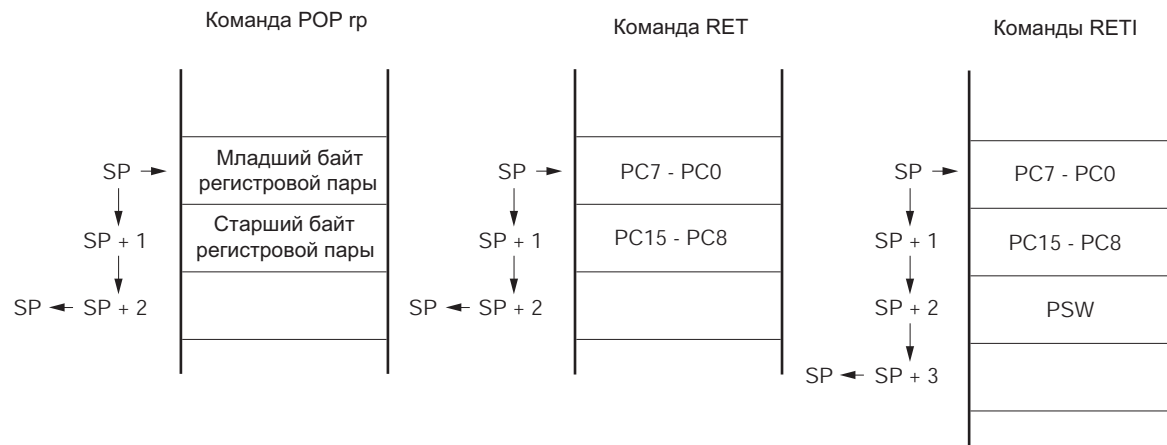 Команда POP rp
SP
Младший байт
регистровой пары
SP + 1
Старший байт
регистровой пары
SP
SP + 2
Команда RET
SP
PC7 - PC0
SP + 1
PC15 - PC8
SP
SP + 2
Команды RETI
SP
PC7 - PC0
SP + 1
PC15 - PC8
SP + 2
PSW
SP
SP + 3